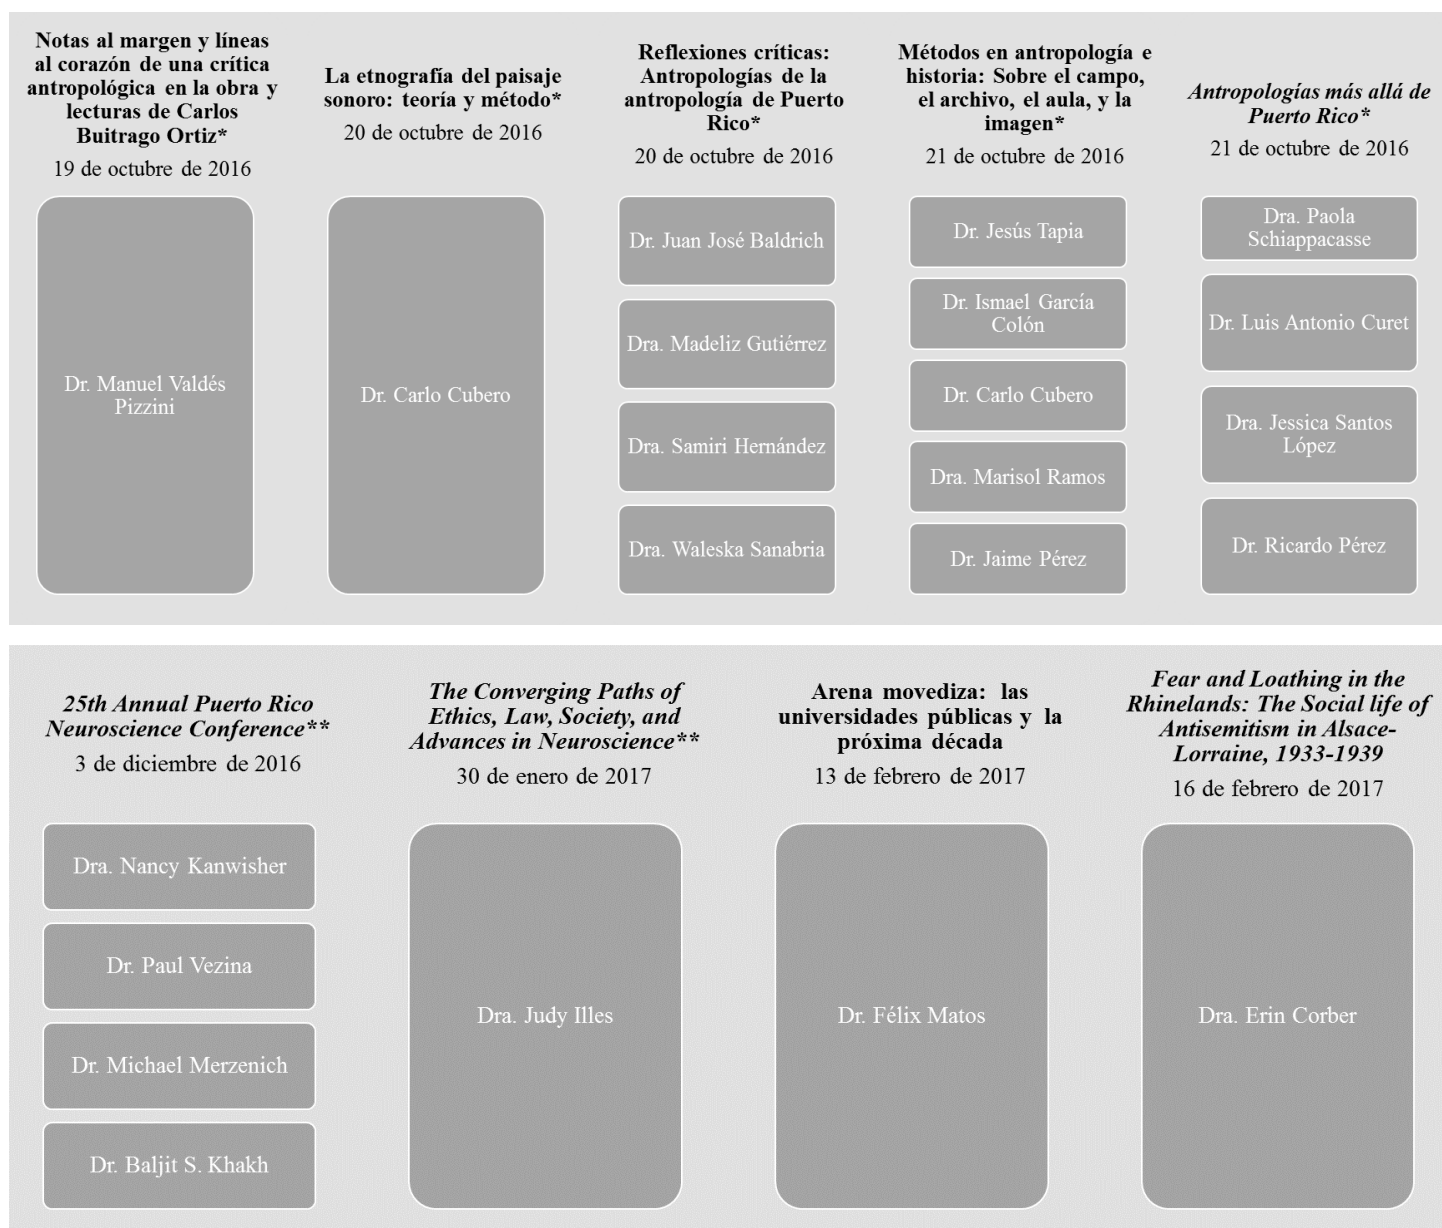 Notas al margen y líneas
al corazón de una crítica
antropológica en la obra y
lecturas de Carlos
Buitrago Ortiz*
19 de octubre de 2016
Dr. Manuel Valdés
Pizzini
La etnografía del paisaje
sonoro: teoría y método*
20 de octubre de 2016
Dr. Carlo Cubero
Reflexiones críticas:
Antropologías de la
antropología de Puerto
Rico*
20 de octubre de 2016
Dr. Juan José Baldrich
Dra. Madeliz Gutiérrez
Dra. Samiri Hernández
Dra. Waleska Sanabria
Métodos en antropología e
historia: Sobre el campo,
el archivo, el aula, y la
imagen*
21 de octubre de 2016
Dr. Jesús Tapia
Dr. Ismael García
Colón
Dr. Carlo Cubero
Dra. Marisol Ramos
Dr. Jaime Pérez
Antropologías más allá de
Puerto Rico*
21 de octubre de 2016
Dra. Paola
Schiappacasse
Dr. Luis Antonio Curet
Dra. Jessica Santos
López
Dr. Ricardo Pérez
25th Annual Puerto Rico
Neuroscience Conference**
3 de diciembre de 2016
Dra. Nancy Kanwisher
Dr. Paul Vezina
Dr. Michael Merzenich
Dr. Baljit S. Khakh
The Converging Paths of
Ethics, Law, Society, and
Advances in Neuroscience**
30 de enero de 2017
Dra. Judy Illes
Arena movediza: las
universidades públicas y la
próxima década
13 de febrero de 2017
Dr. Félix Matos
Fear and Loathing in the
Rhinelands: The Social life of
Antisemitism in Alsace-
Lorraine, 1933-1939
16 de febrero de 2017
Dra. Erin Corber